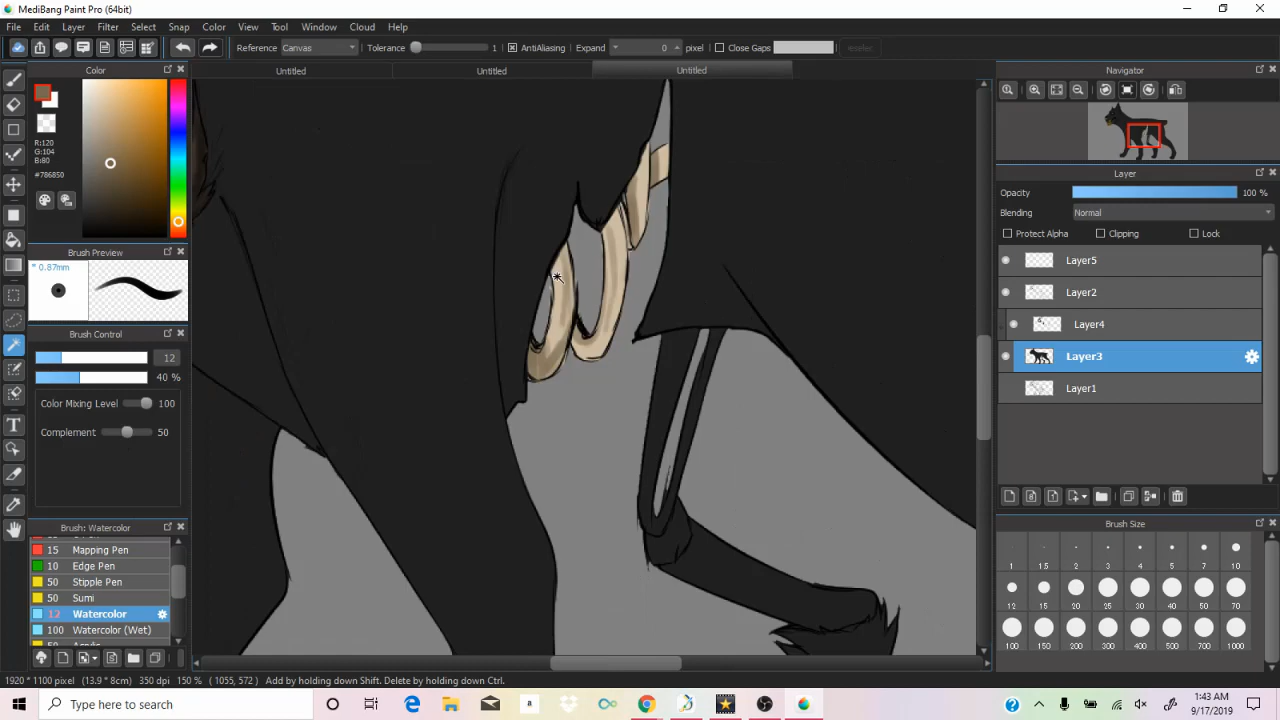 MediBang Paint Pro (64bit)
File Edit Layer Filter Select Snap Color View Tool Window Cloud Help
Reference Canvas Tolerance 1 AntiAliasing Expand 0 pixel Close Gaps
Untitled Untitled Untitled
Color
R:120
G:104
B:80
#786850
Brush Preview
* 0.87mm
Brush Control
12
40 %
Color Mixing Level 100
Complement 50
Brush: Watercolor
15 Mapping Pen
10 Edge Pen
50 Stipple Pen
50 Sumi
12 Watercolor
100 Watercolor (Wet)
Navigator
Layer
Opacity 100 %
Blending Normal
Protect Alpha Clipping Lock
Layer5
Layer2
Layer4
Layer3
Layer1
Brush Size
1 1.5 2 3 4 5 7 10
12 15 20 25 30 40 50 70
100 150 200 300 400 500 700 1000
1920 * 1100 pixel (13.9 * 8cm) 350 dpi 150 % (1055, 572) Add by holding down Shift. Delete by holding down Ctrl.
Type here to search
1:43 AM
9/17/2019